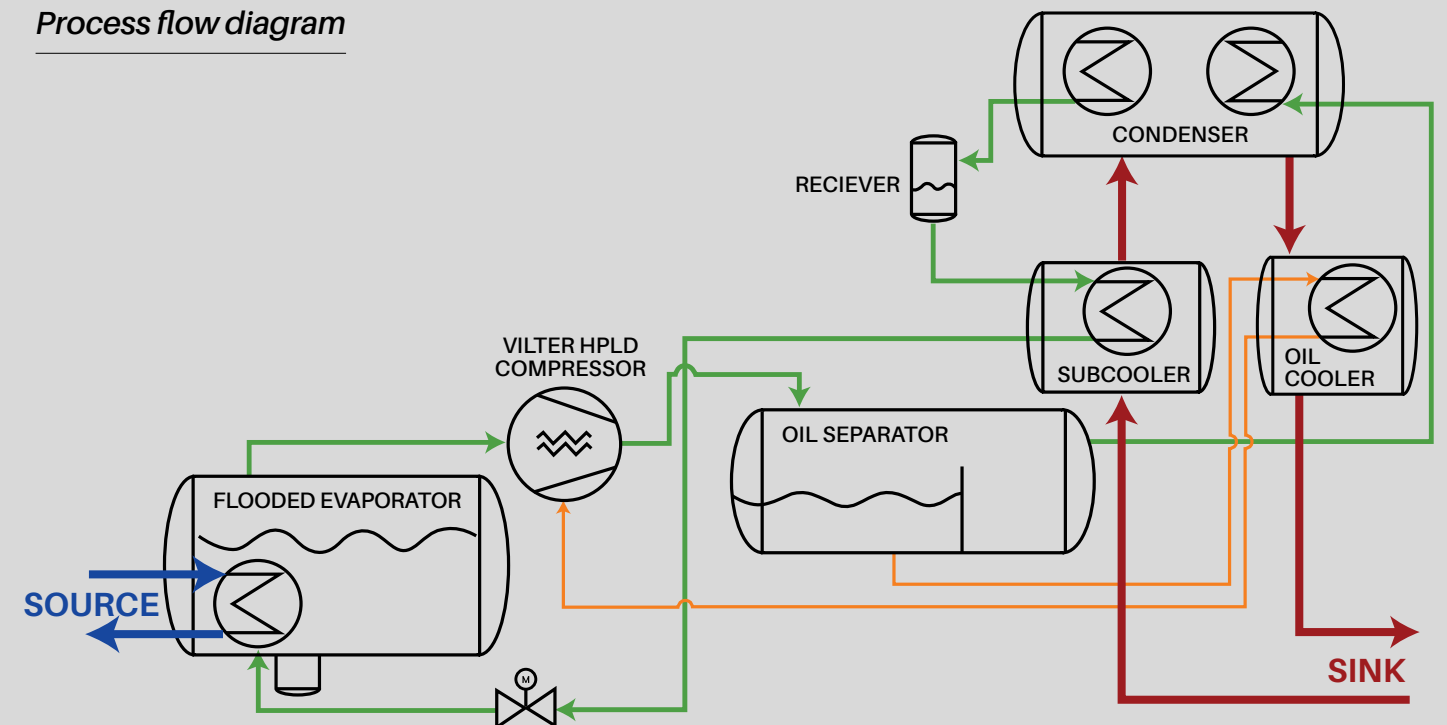 Process flow diagram
CONDENSER
RECIEVER
VILTER HPLD
COMPRESSOR
SUBCOOLER
OIL
COOLER
OIL SEPARATOR
FLOODED EVAPORATOR
SOURCE
SINK
M